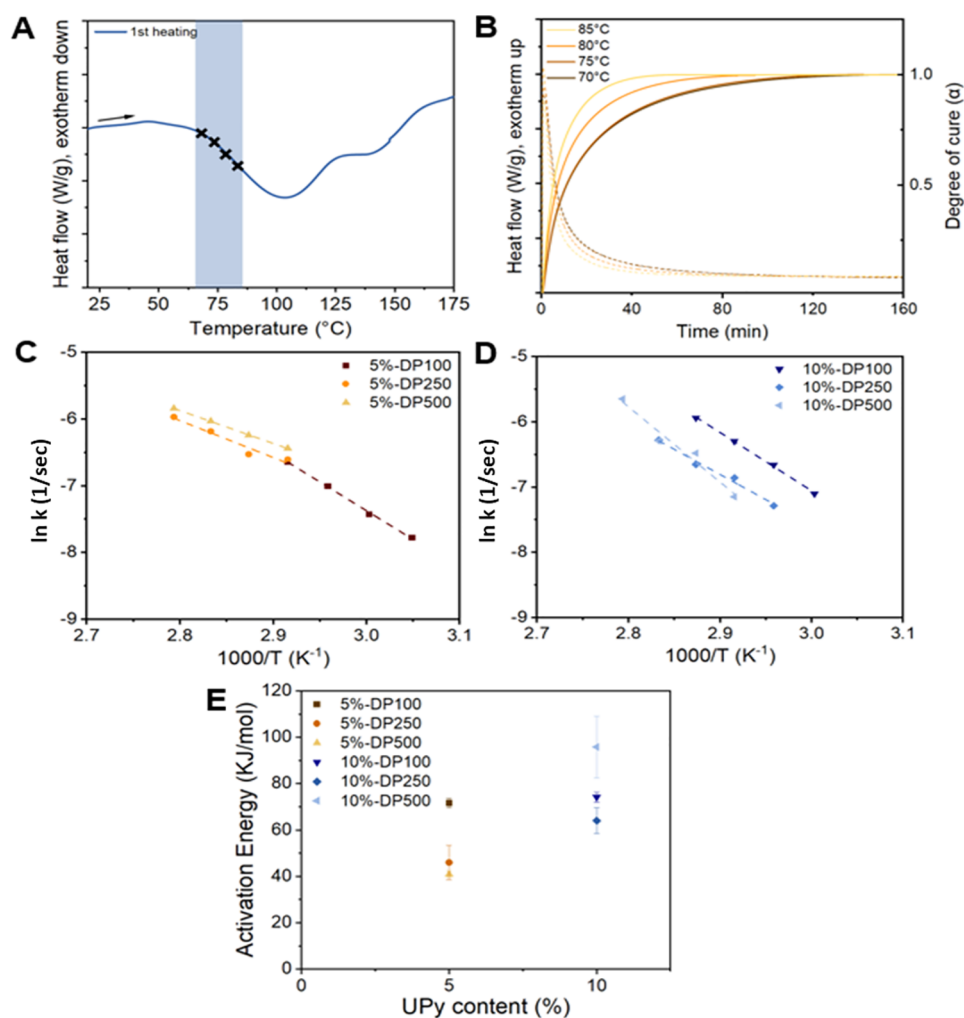 A
1st heating
Heat flow (W/g), exotherm down
25 50 75 100 125 150 175
Temperature (°C)
B
85°C
80°C
75°C
70°C
Heat flow (W/g), exotherm up
1.0
0.5
Degree of cure (α)
0 40 80 120 160
Time (min)
C
5%-DP100
5%-DP250
5%-DP500
-5
-6
-7
-8
-9
ln k (1/sec)
2.7 2.8 2.9 3.0 3.1
1000/T (K⁻¹)
D
10%-DP100
10%-DP250
10%-DP500
-5
-6
-7
-8
-9
ln k (1/sec)
2.7 2.8 2.9 3.0 3.1
1000/T (K⁻¹)
E
5%-DP100
5%-DP250
5%-DP500
10%-DP100
10%-DP250
10%-DP500
120
100
80
60
40
20
0
Activation Energy (KJ/mol)
0 5 10
UPy content (%)